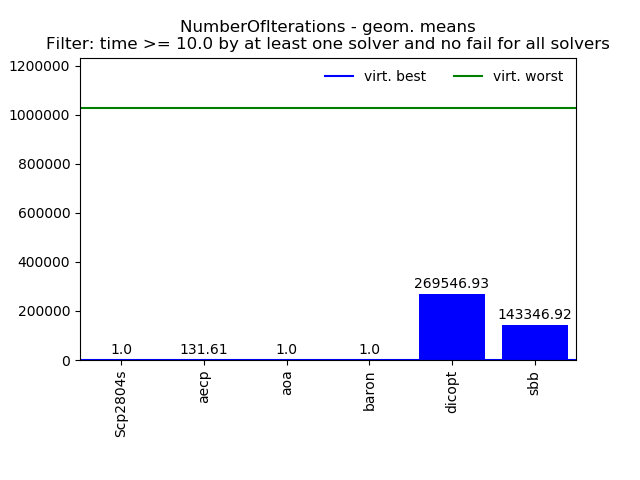 NumberOfIterations - geom. means
Filter: time >= 10.0 by at least one solver and no fail for all solvers
1200000
1000000
800000
600000
400000
200000
0
virt. best
virt. worst
1.0
131.61
1.0
1.0
269546.93
143346.92
Scp2804s
aecp
aoa
baron
dicopt
sbb